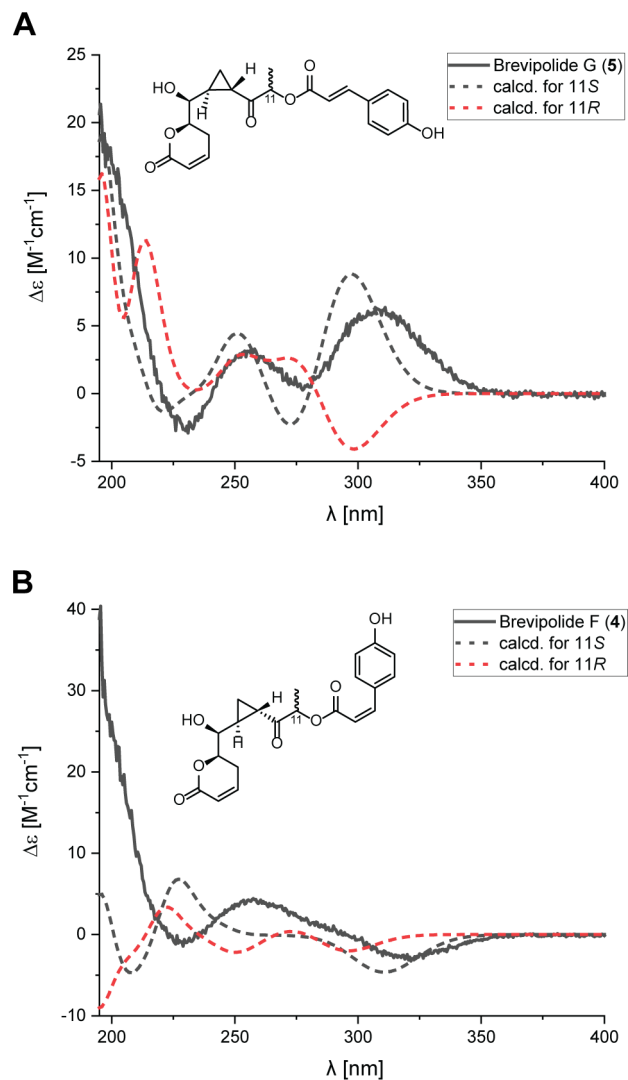 A
25
20
15
10
5
0
-5
Δε [M⁻¹cm⁻¹]
200
250
300
350
400
λ [nm]
Brevipolide G (5)
calcd. for 11S
calcd. for 11R
HO
H
H
O
11
O
O
O
O
OH
B
40
30
20
10
0
-10
Δε [M⁻¹cm⁻¹]
200
250
300
350
400
λ [nm]
Brevipolide F (4)
calcd. for 11S
calcd. for 11R
OH
HO
H
H
O
11
O
O
O
O